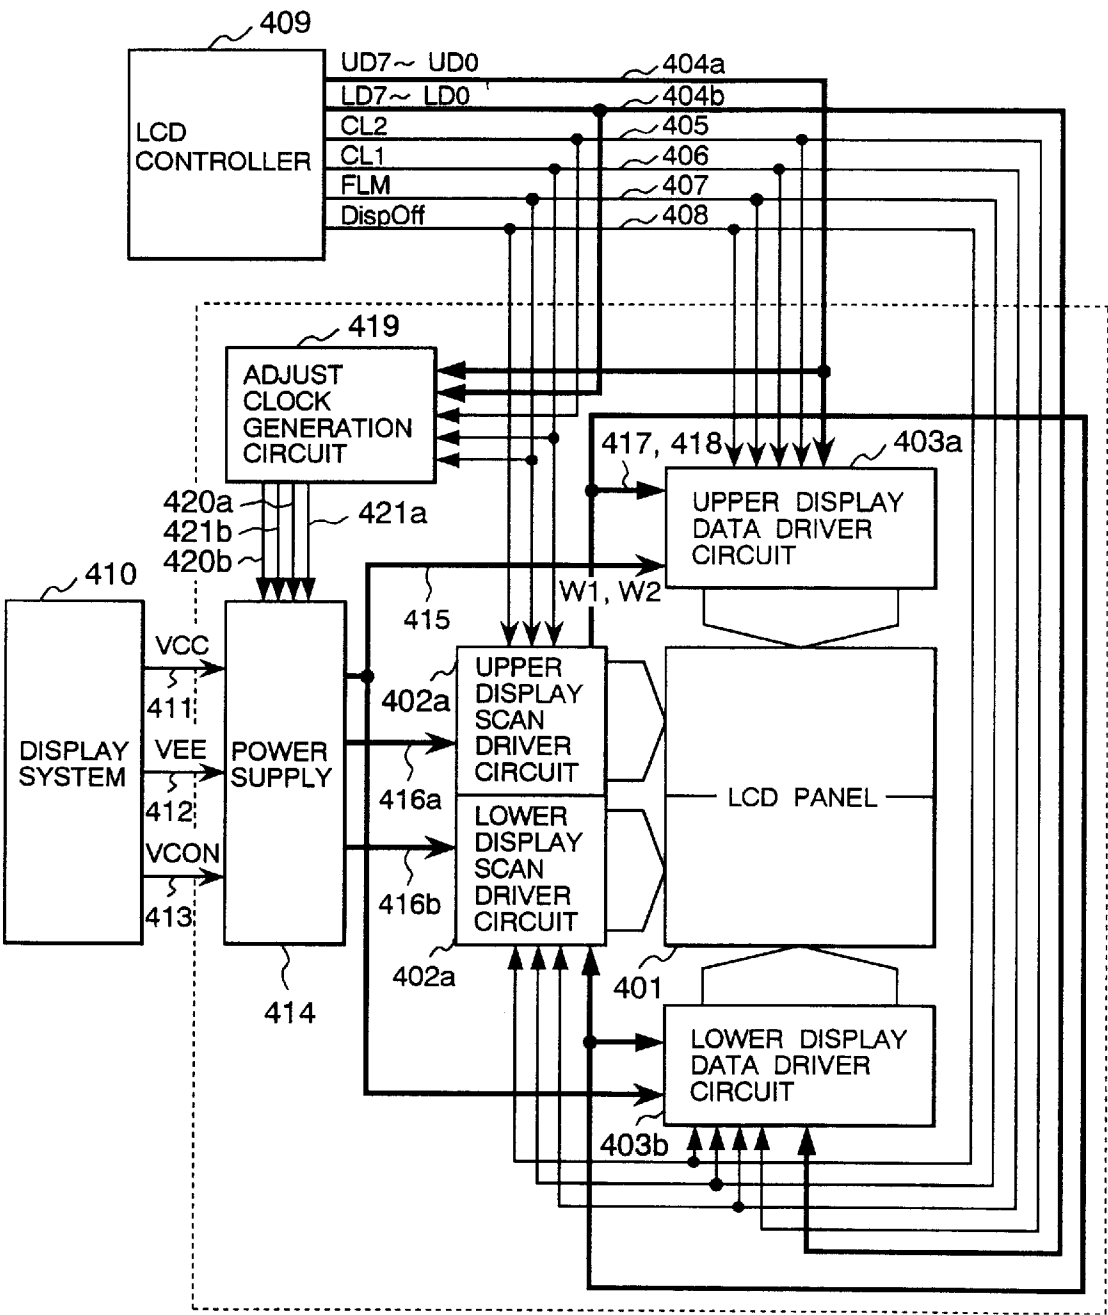 409
UD7~ UD0
404a
LD7~ LD0
404b
LCD
CONTROLLER
CL2
405
CL1
406
FLM
407
DispOff
408
419
ADJUST
CLOCK
GENERATION
CIRCUIT
417, 418
403a
420a
421b
420b
421a
UPPER DISPLAY
DATA DRIVER
CIRCUIT
410
415
W1, W2
VCC
411
402a
UPPER
DISPLAY
SCAN
DRIVER
CIRCUIT
DISPLAY
SYSTEM
VEE
412
POWER
SUPPLY
416a
LCD PANEL
LOWER
DISPLAY
SCAN
DRIVER
CIRCUIT
VCON
413
416b
402a
401
414
LOWER DISPLAY
DATA DRIVER
CIRCUIT
403b